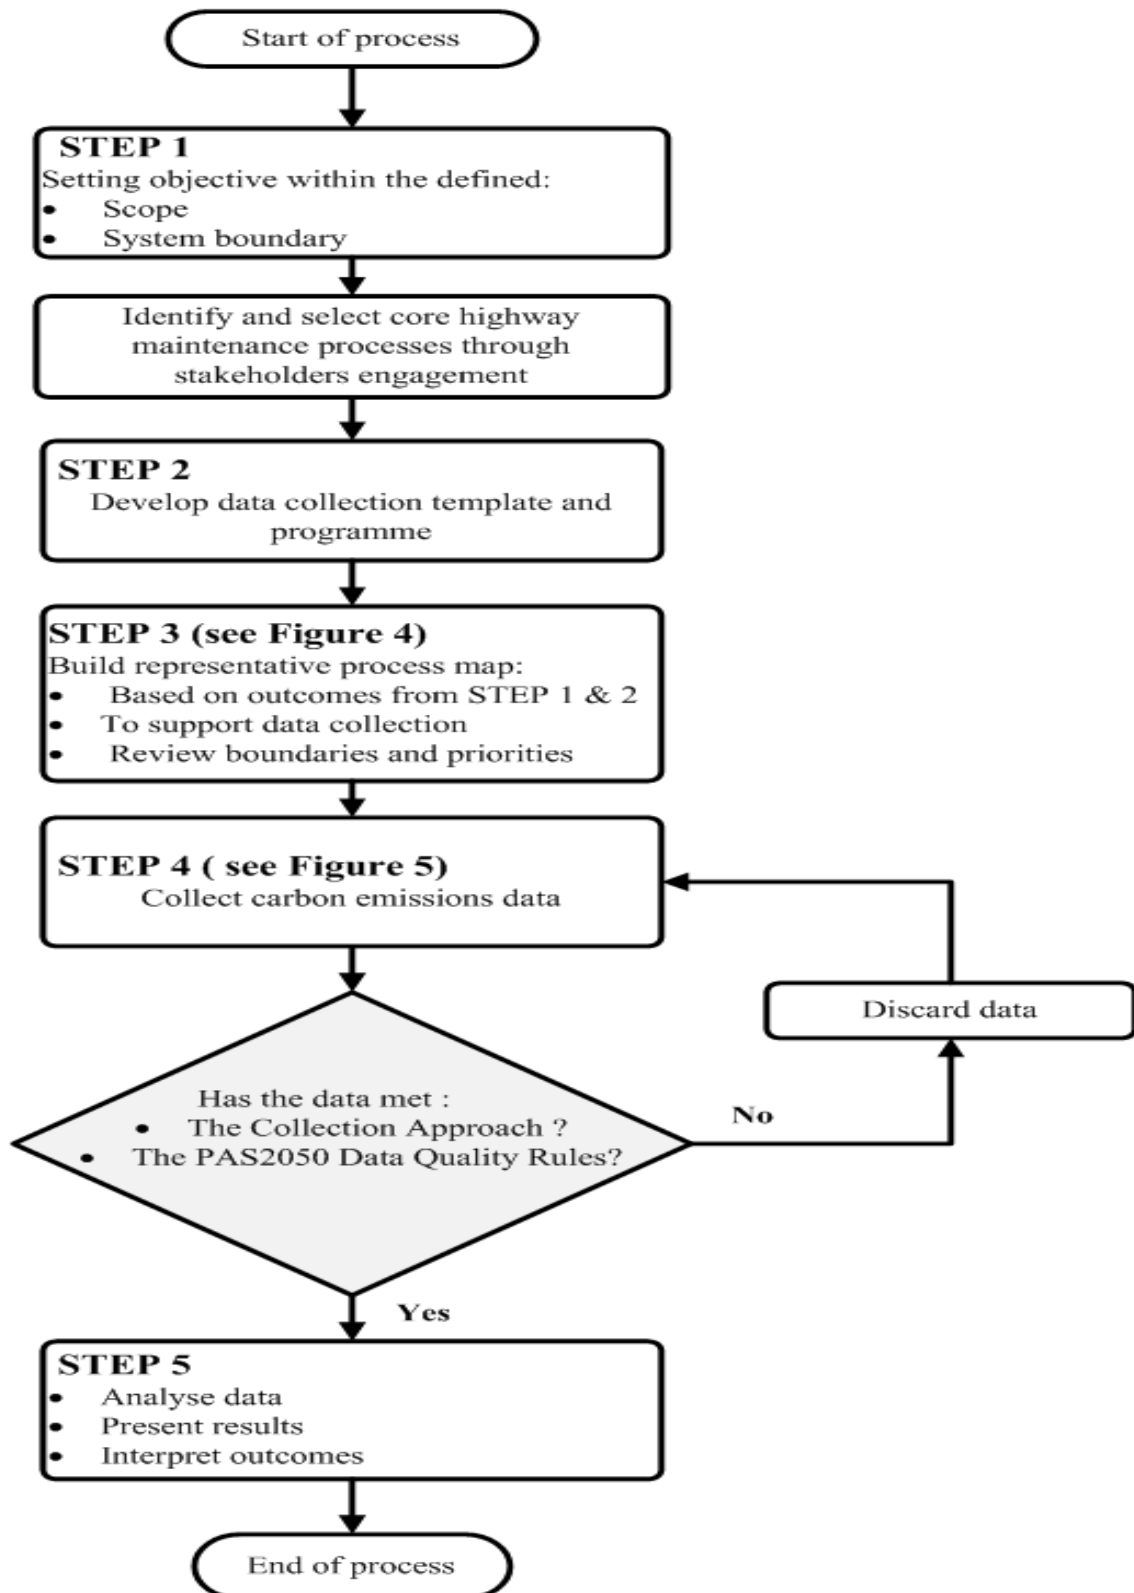 Start of process
STEP 1
Setting objective within the defined:
• Scope
• System boundary
Identify and select core highway
maintenance processes through
stakeholders engagement
STEP 2
Develop data collection template and
programme
STEP 3 (see Figure 4)
Build representative process map:
• Based on outcomes from STEP 1 & 2
• To support data collection
• Review boundaries and priorities
STEP 4 ( see Figure 5)
Collect carbon emissions data
Discard data
Has the data met :
• The Collection Approach ?
• The PAS2050 Data Quality Rules?
No
Yes
STEP 5
• Analyse data
• Present results
• Interpret outcomes
End of process